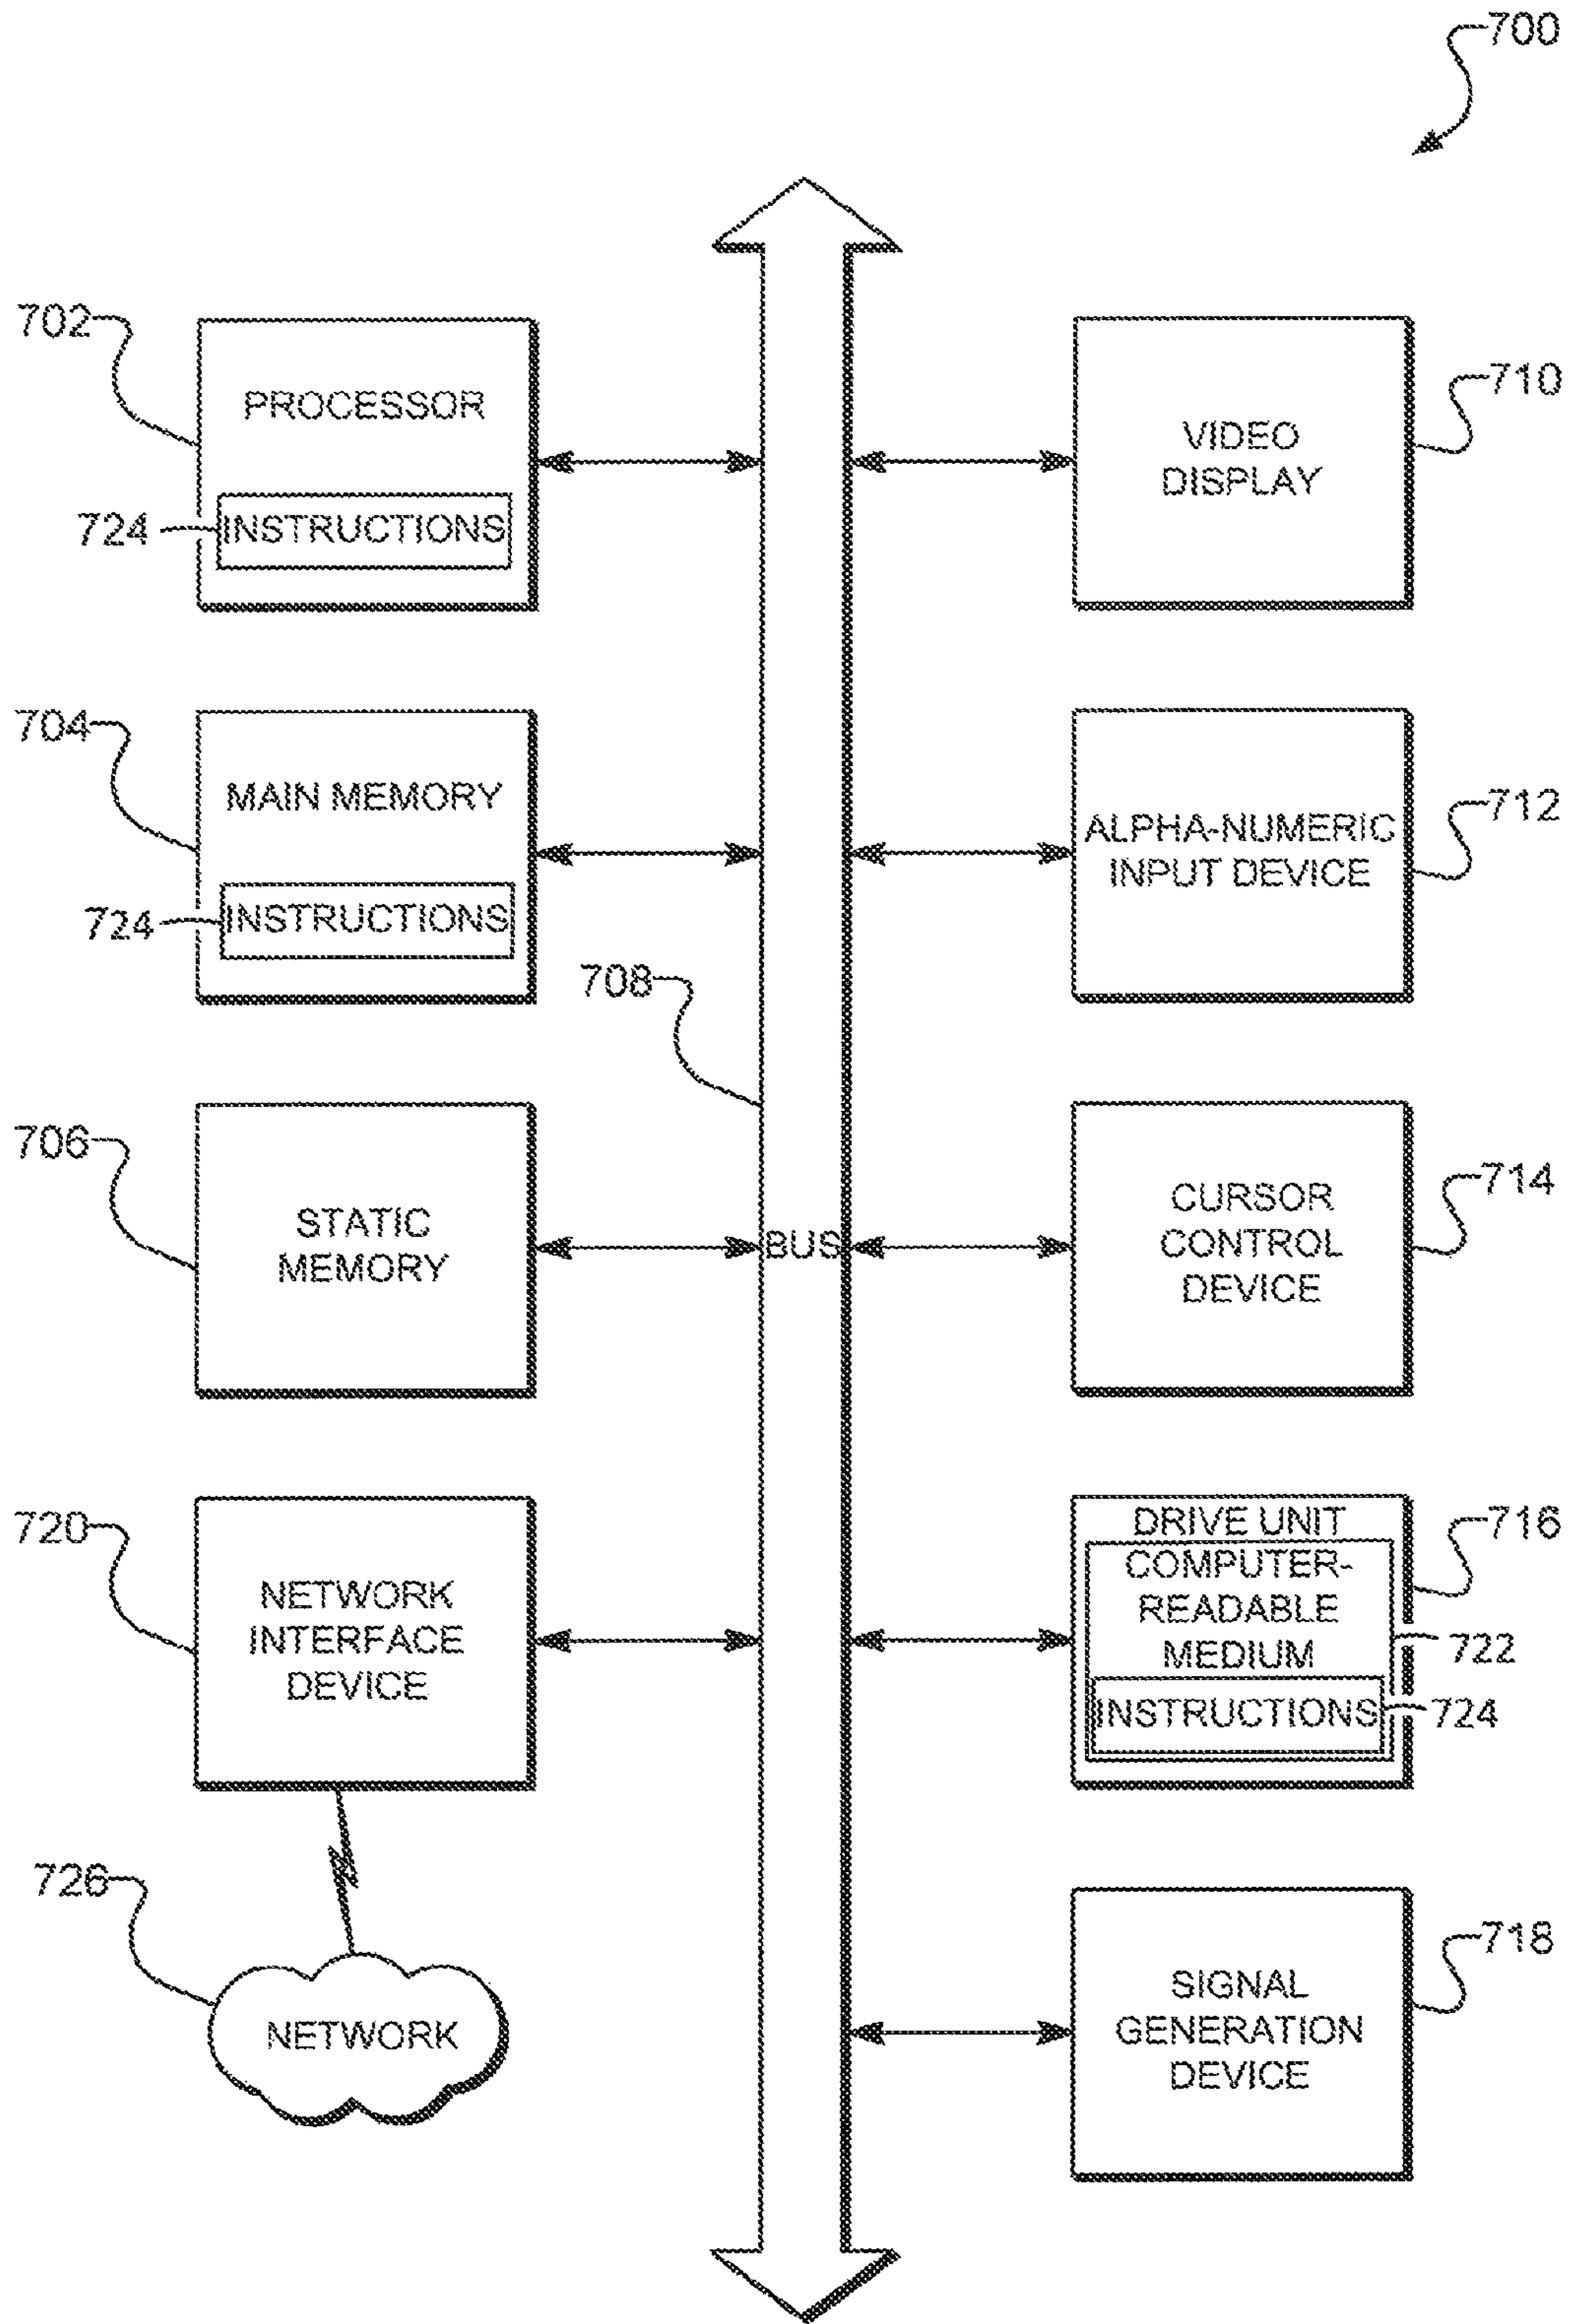 700
702
PROCESSOR
724
INSTRUCTIONS
710
VIDEO
DISPLAY
704
MAIN MEMORY
724
INSTRUCTIONS
712
ALPHA-NUMERIC
INPUT DEVICE
708
BUS
706
STATIC
MEMORY
714
CURSOR
CONTROL
DEVICE
720
NETWORK
INTERFACE
DEVICE
716
DRIVE UNIT
COMPUTER-
READABLE
MEDIUM
722
INSTRUCTIONS
724
726
NETWORK
718
SIGNAL
GENERATION
DEVICE